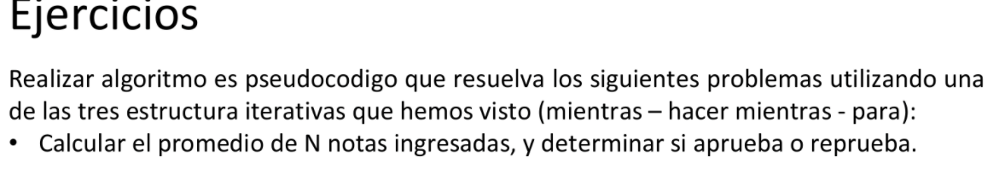 Ejercicios
Realizar algoritmo es pseudocodigo que resuelva los siguientes problemas utilizando una
de las tres estructura iterativas que hemos visto (mientras – hacer mientras - para):
• Calcular el promedio de N notas ingresadas, y determinar si aprueba o reprueba.